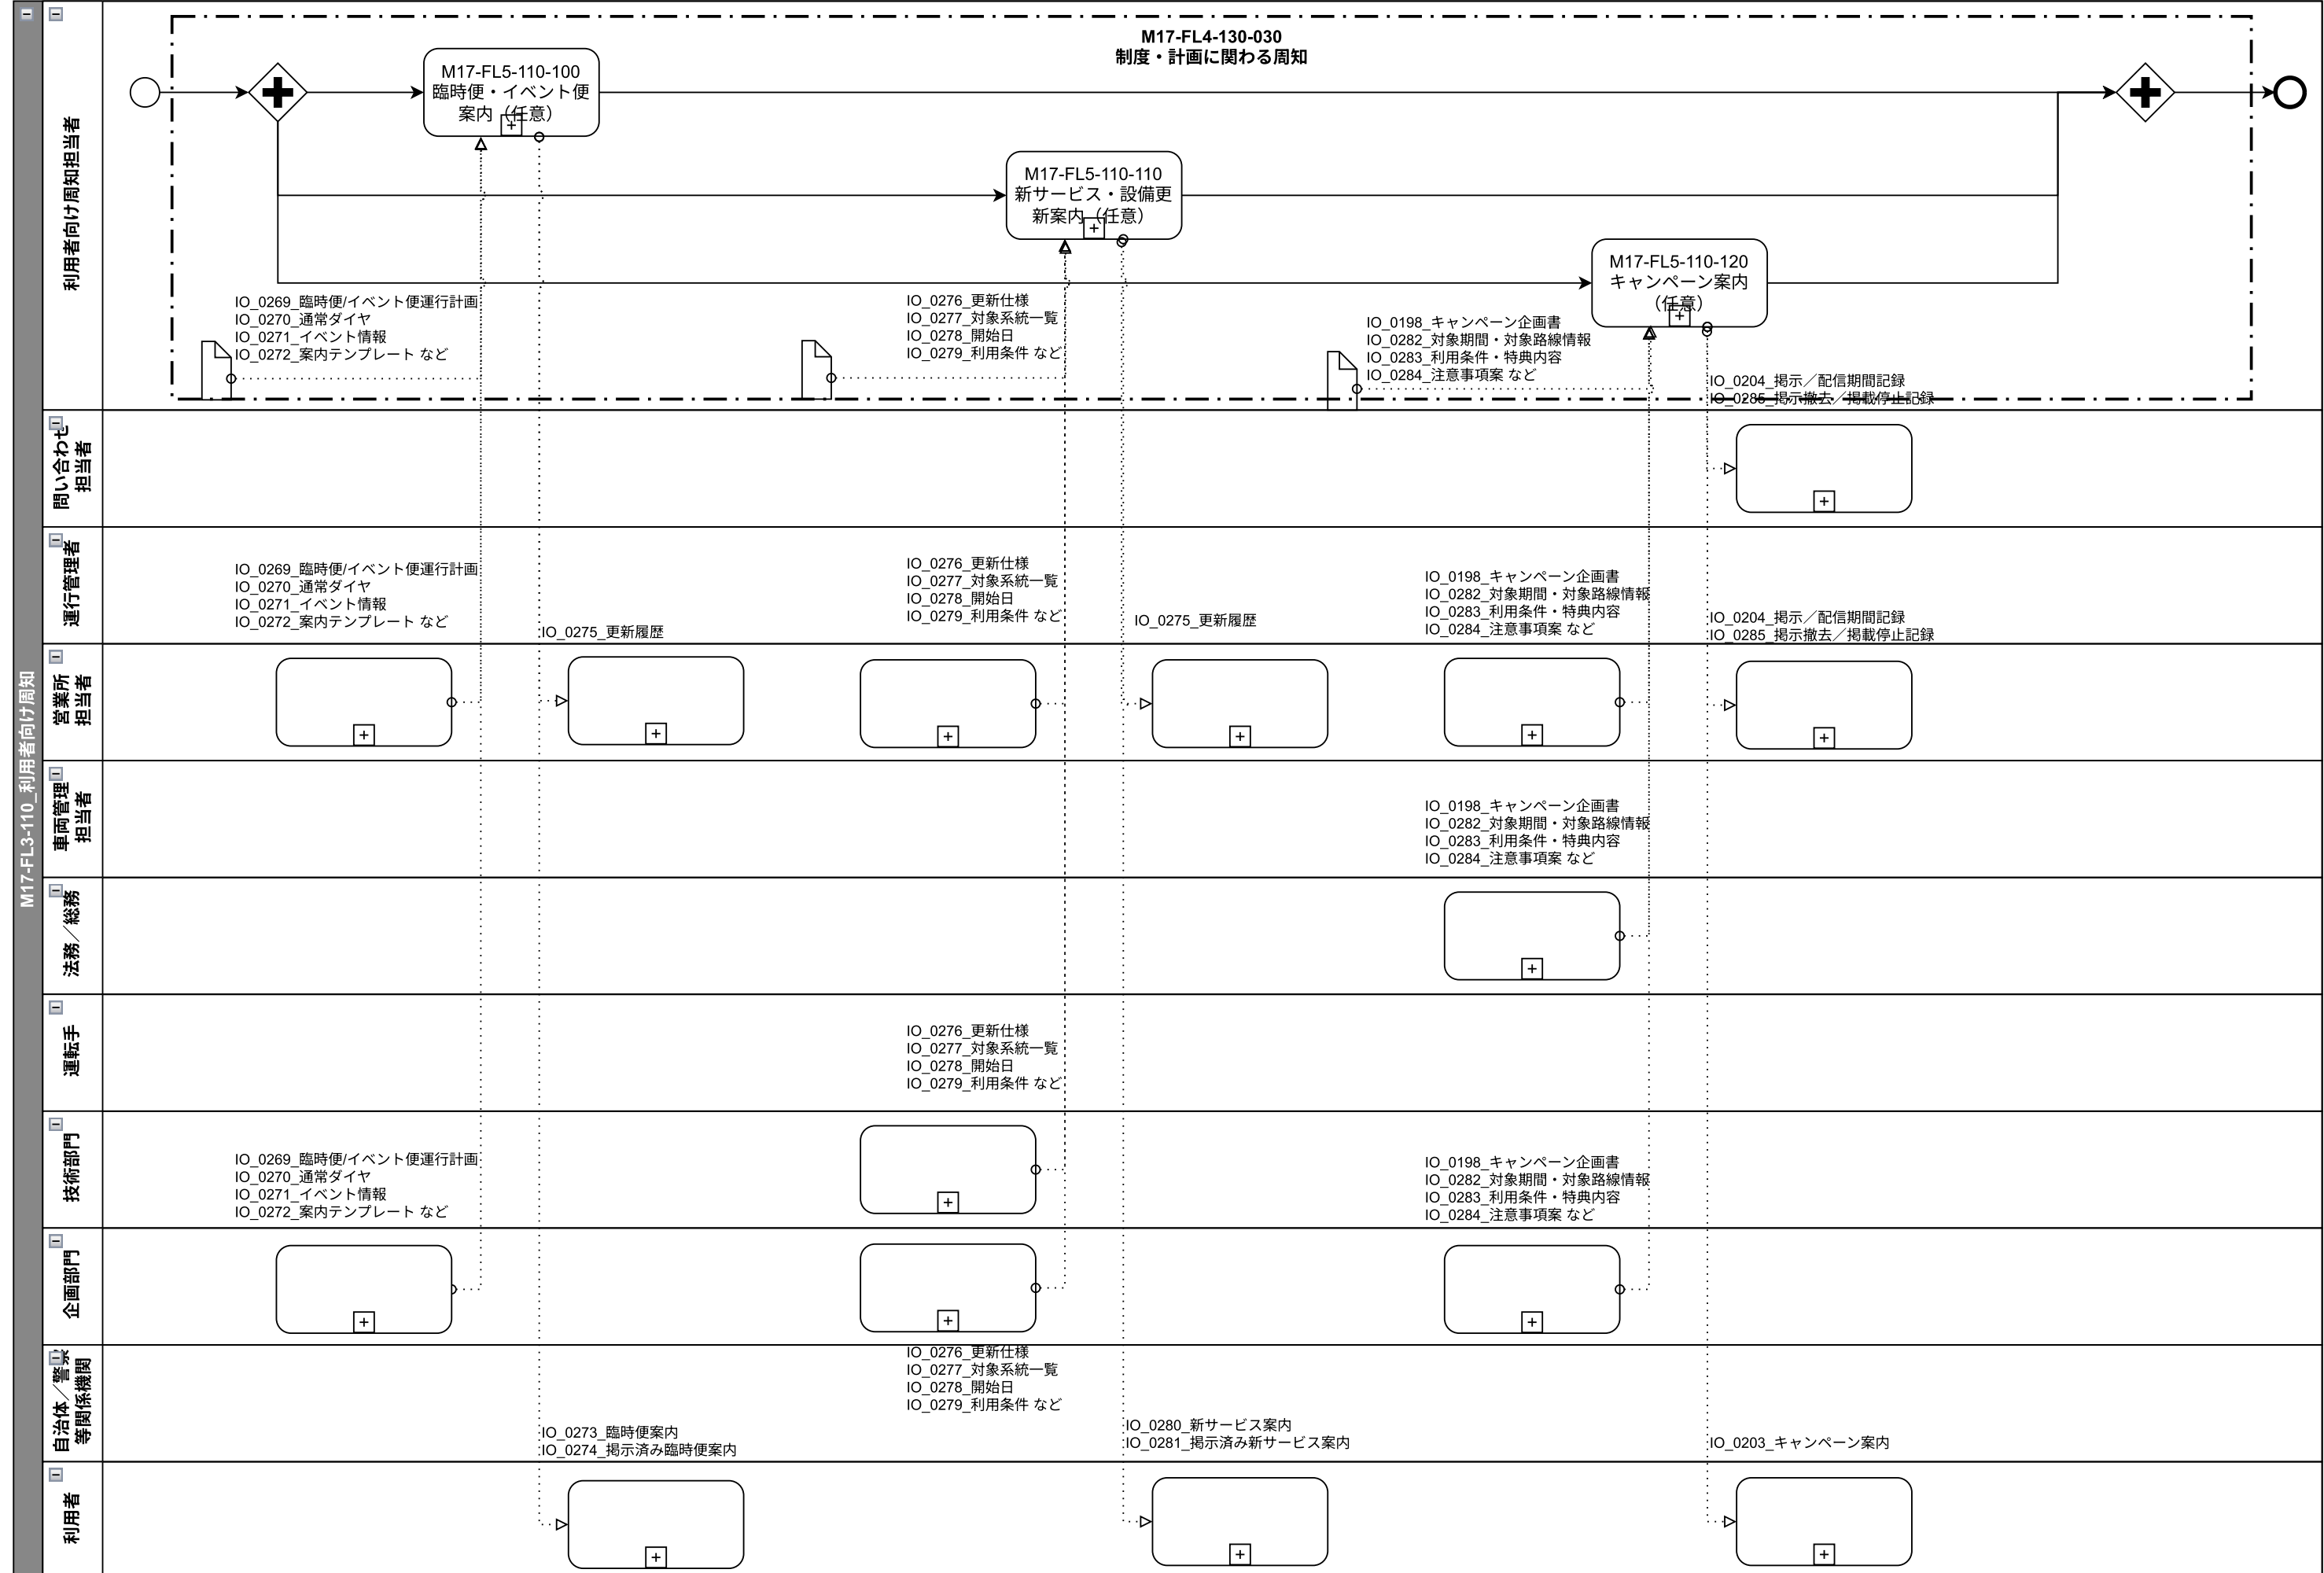 M17-FL3-110_利用者向け周知
利用者向け周知担当者
M17-FL4-130-030
制度・計画に関わる周知
M17-FL5-110-100
臨時便・イベント便
案内（任意）
M17-FL5-110-110
新サービス・設備更
新案内（任意）
M17-FL5-110-120
キャンペーン案内
（任意）
IO_0269_臨時便/イベント便運行計画
IO_0270_通常ダイヤ
IO_0271_イベント情報
IO_0272_案内テンプレート など
IO_0276_更新仕様
IO_0277_対象系統一覧
IO_0278_開始日
IO_0279_利用条件 など
IO_0198_キャンペーン企画書
IO_0282_対象期間・対象路線情報
IO_0283_利用条件・特典内容
IO_0284_注意事項案 など
IO_0204_掲示／配信期間記録
IO_0285_掲示撤去／掲載停止記録
問い合わせ
担当者
運行管理者
IO_0269_臨時便/イベント便運行計画
IO_0270_通常ダイヤ
IO_0271_イベント情報
IO_0272_案内テンプレート など
IO_0275_更新履歴
IO_0276_更新仕様
IO_0277_対象系統一覧
IO_0278_開始日
IO_0279_利用条件 など
IO_0275_更新履歴
IO_0198_キャンペーン企画書
IO_0282_対象期間・対象路線情報
IO_0283_利用条件・特典内容
IO_0284_注意事項案 など
IO_0204_掲示／配信期間記録
IO_0285_掲示撤去／掲載停止記録
営業所
担当者
車両管理
担当者
IO_0198_キャンペーン企画書
IO_0282_対象期間・対象路線情報
IO_0283_利用条件・特典内容
IO_0284_注意事項案 など
法務／総務
運転手
IO_0276_更新仕様
IO_0277_対象系統一覧
IO_0278_開始日
IO_0279_利用条件 など
技術部門
IO_0269_臨時便/イベント便運行計画
IO_0270_通常ダイヤ
IO_0271_イベント情報
IO_0272_案内テンプレート など
IO_0198_キャンペーン企画書
IO_0282_対象期間・対象路線情報
IO_0283_利用条件・特典内容
IO_0284_注意事項案 など
企画部門
自治体／警察
等関係機関
IO_0276_更新仕様
IO_0277_対象系統一覧
IO_0278_開始日
IO_0279_利用条件 など
IO_0273_臨時便案内
IO_0274_掲示済み臨時便案内
IO_0280_新サービス案内
IO_0281_掲示済み新サービス案内
IO_0203_キャンペーン案内
利用者